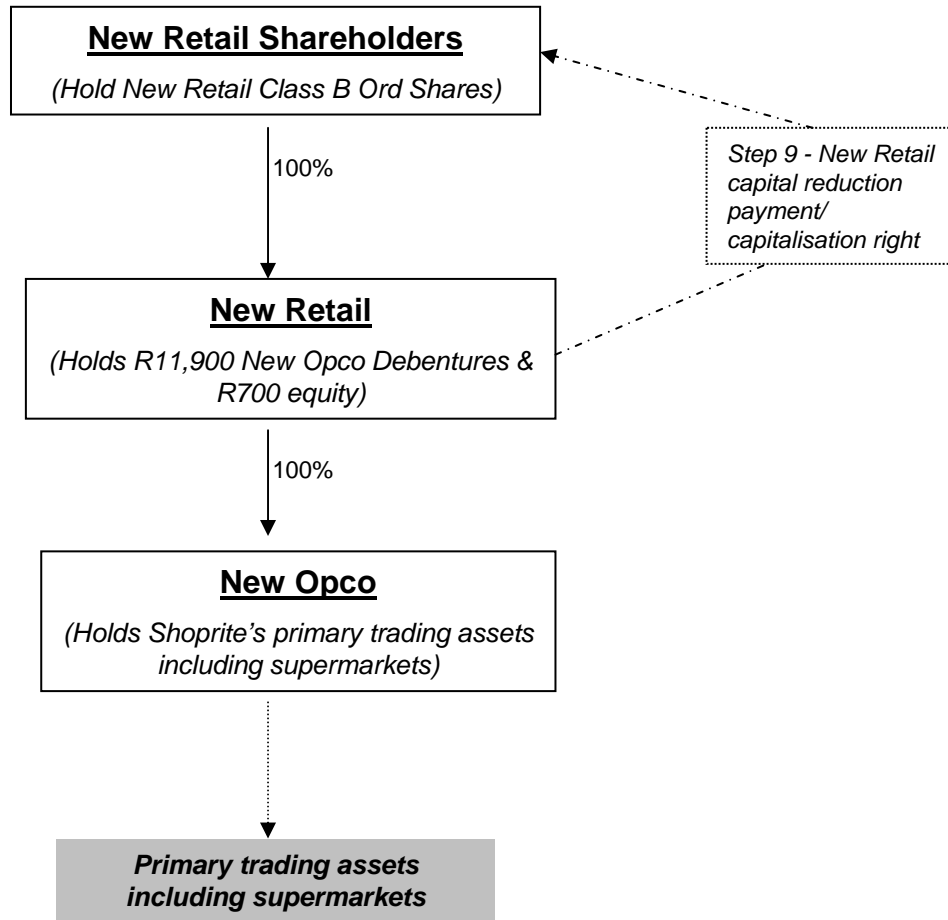 New Retail Shareholders
(Hold New Retail Class B Ord Shares)
100%
Step 9 - New Retail
capital reduction
payment/
capitalisation right
New Retail
(Holds R11,900 New Opco Debentures &
R700 equity)
100%
New Opco
(Holds Shoprite’s primary trading assets
including supermarkets)
Primary trading assets
including supermarkets